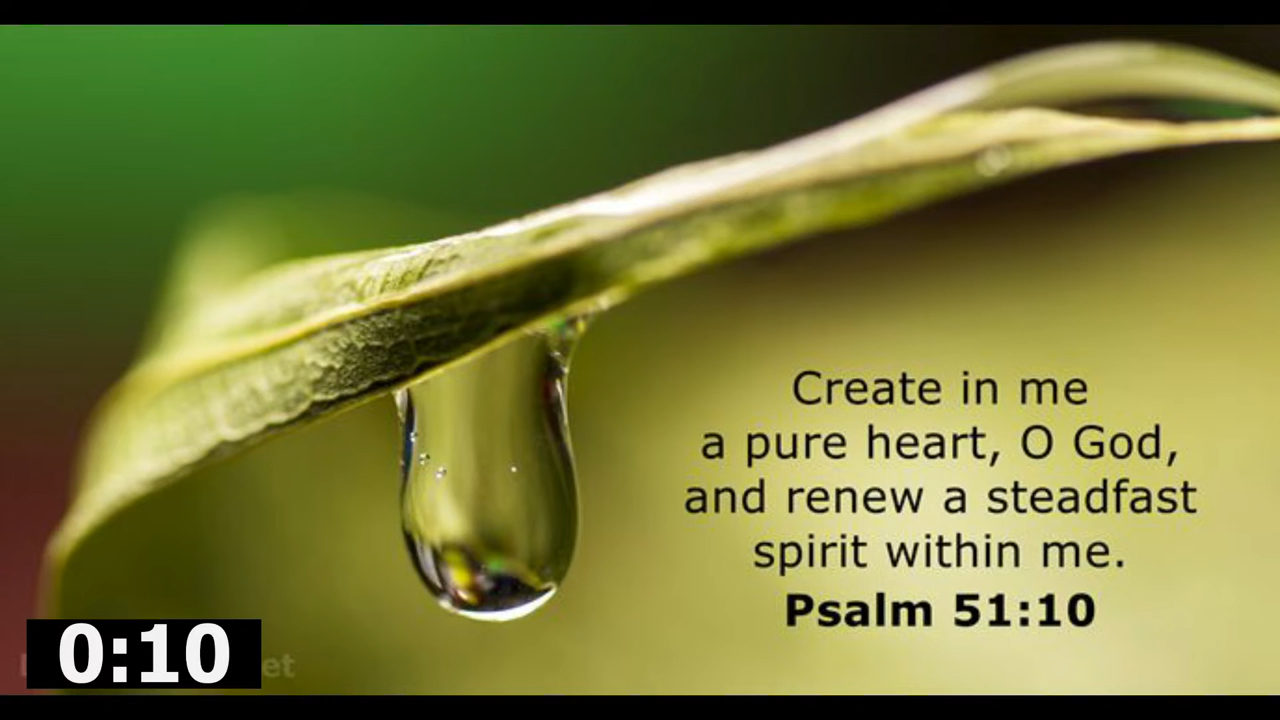 Create in me
a pure heart, O God,
and renew a steadfast
spirit within me.
Psalm 51:10
0:10